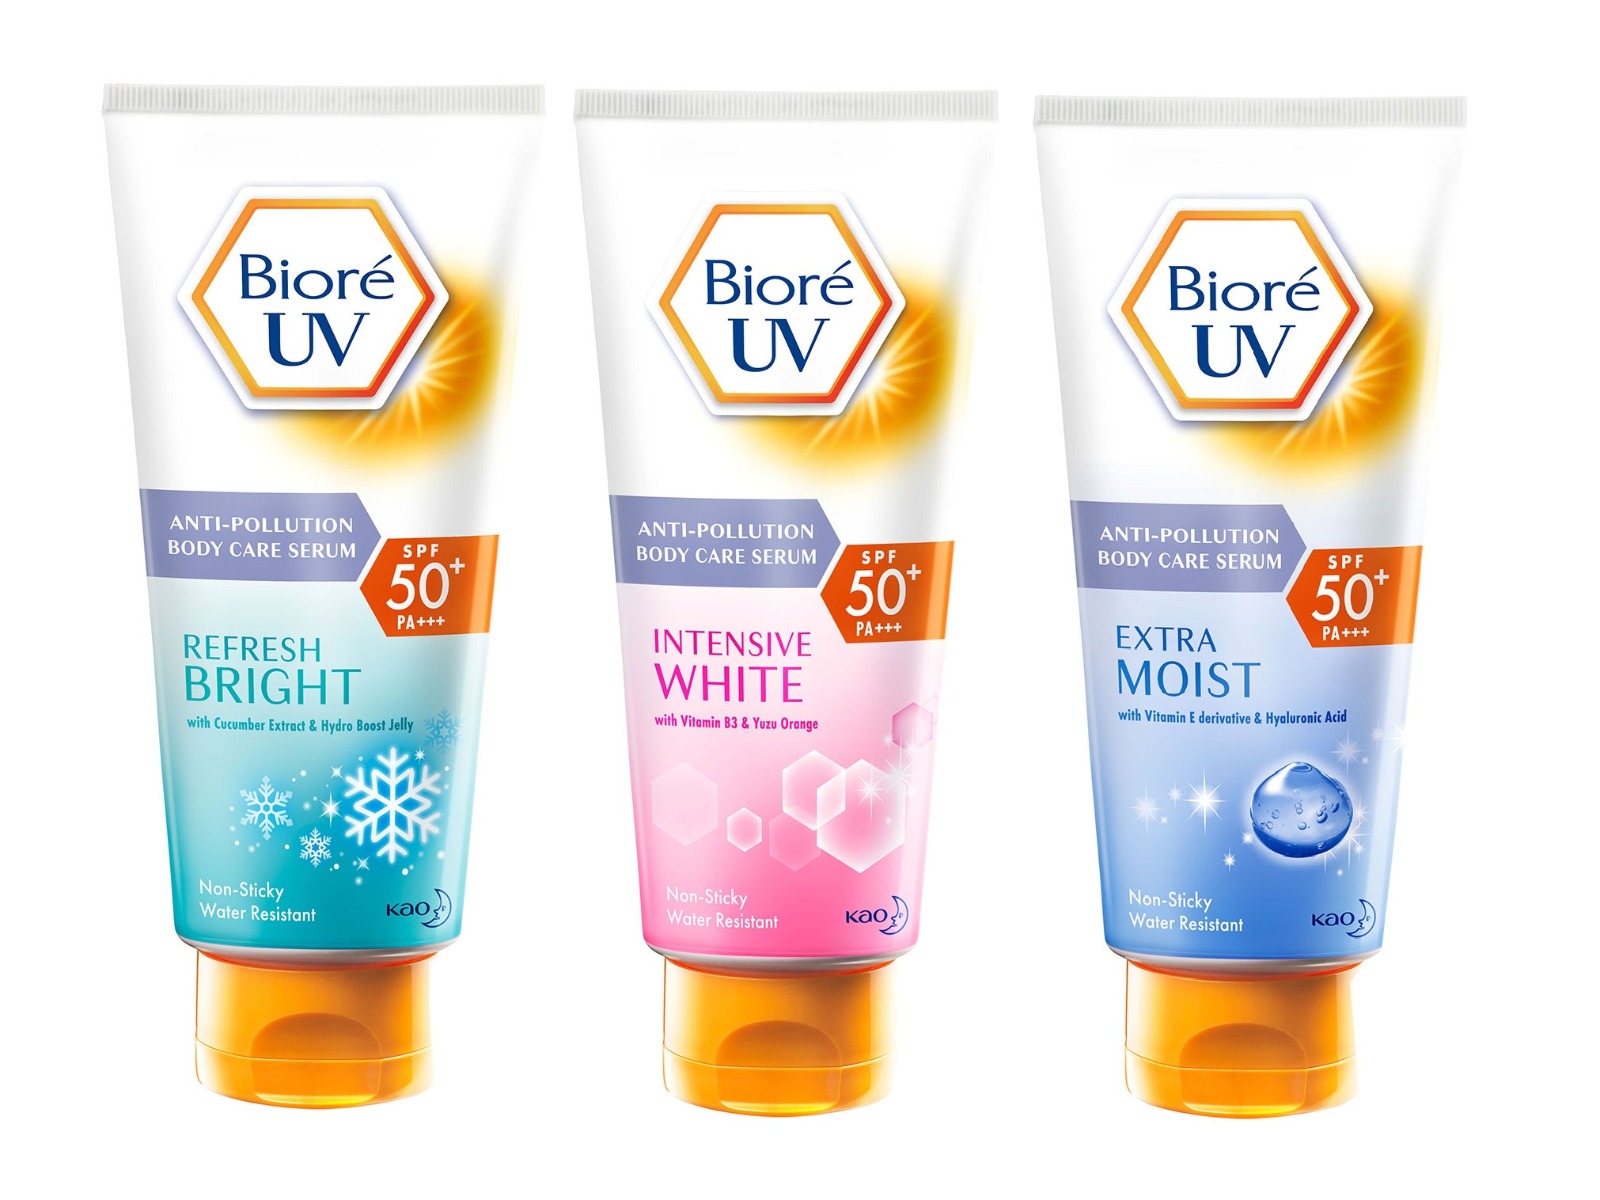 Bioré
UV
ANTI-POLLUTION
BODY CARE SERUM
SPF
50+
PA+++
REFRESH
BRIGHT
with Cucumber Extract & Hydro Boost Jelly
Non-Sticky
Water Resistant
Kao
Bioré
UV
ANTI-POLLUTION
BODY CARE SERUM
SPF
50+
PA+++
INTENSIVE
WHITE
with Vitamin B3 & Yuzu Orange
Non-Sticky
Water Resistant
Kao
Bioré
UV
ANTI-POLLUTION
BODY CARE SERUM
SPF
50+
PA+++
EXTRA
MOIST
with Vitamin E derivative & Hyaluronic Acid
Non-Sticky
Water Resistant
Kao